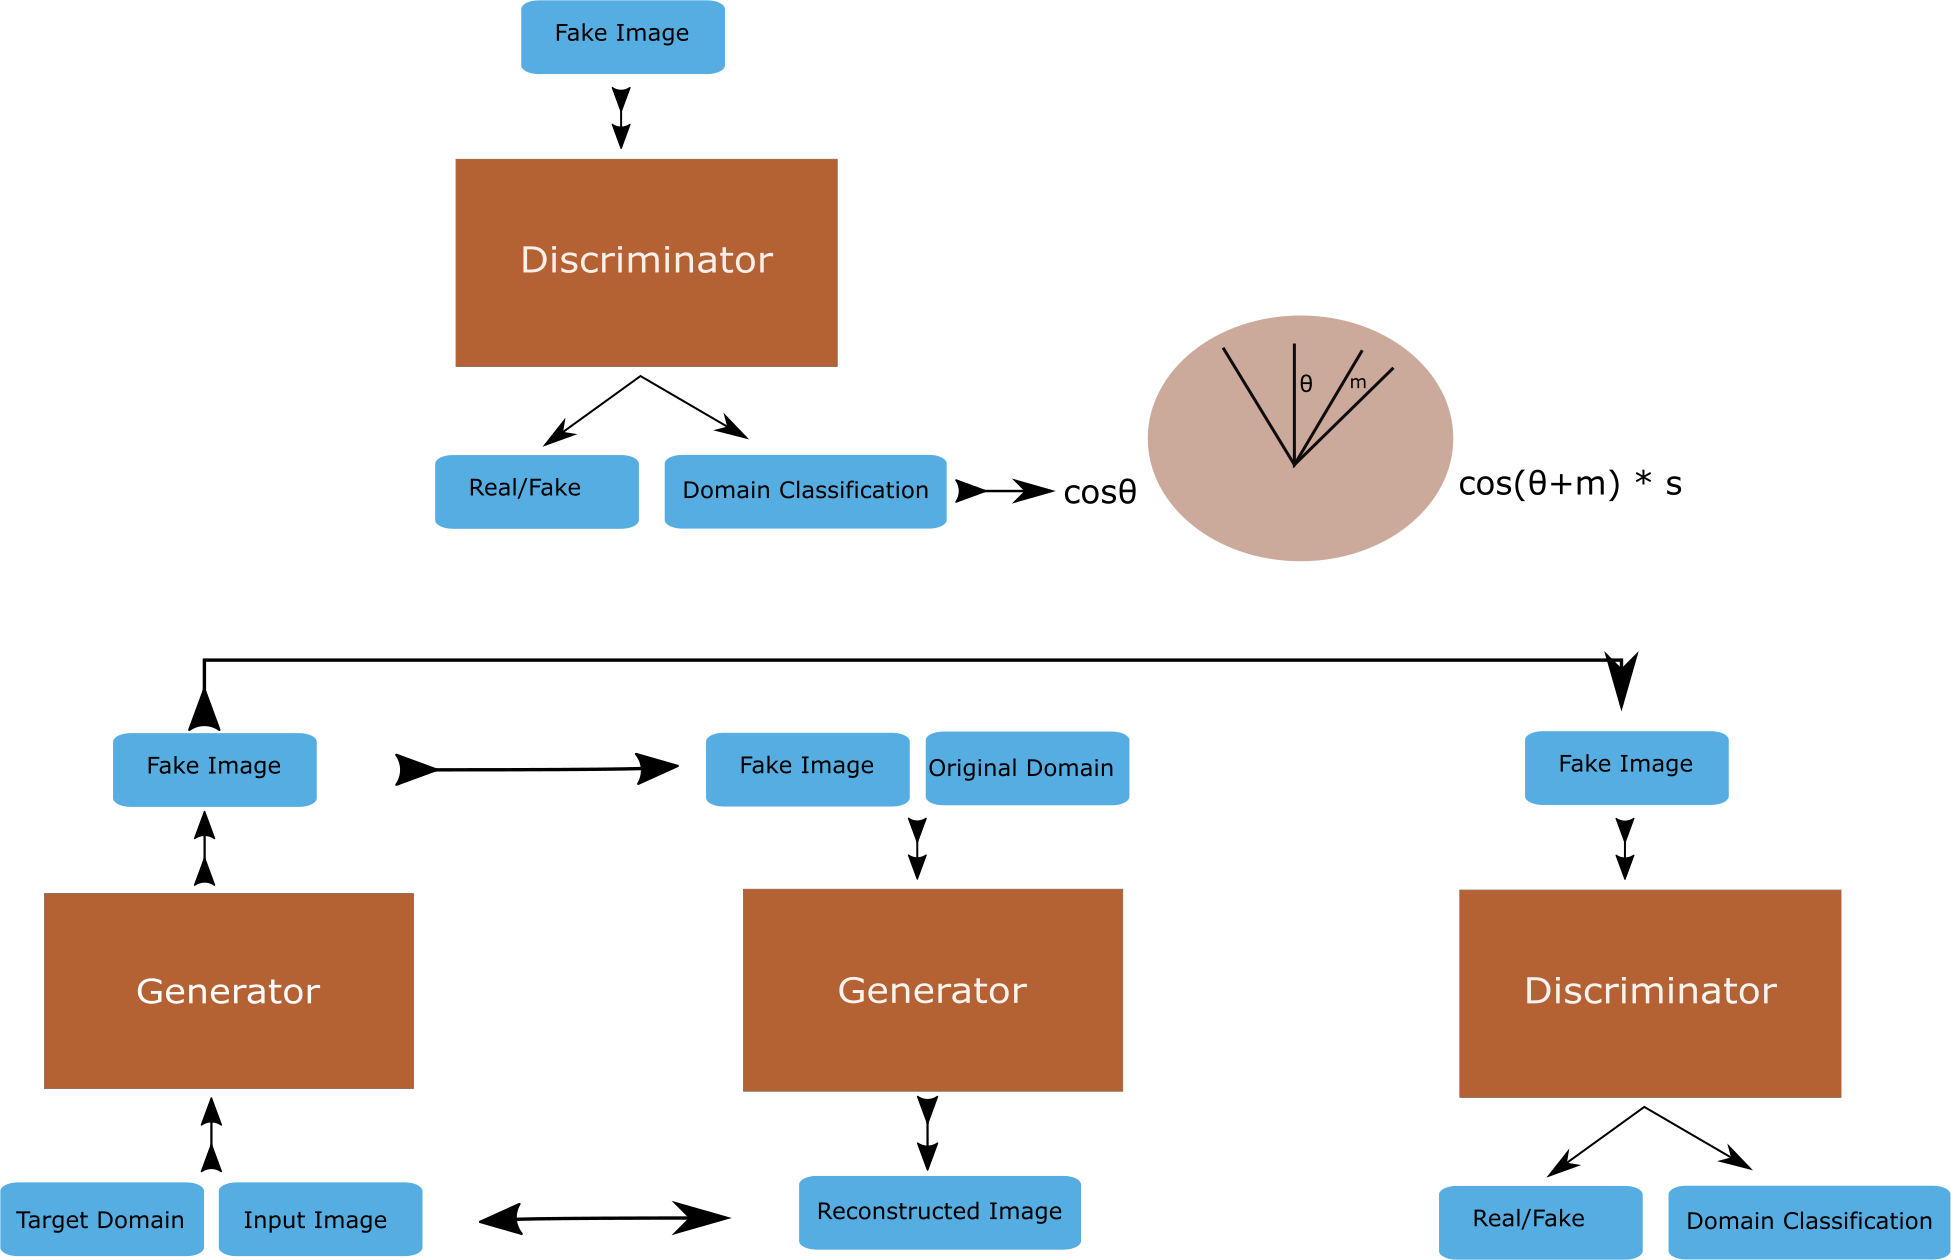 Fake Image
Discriminator
θ
m
Real/Fake
Domain Classification
cosθ
cos(θ+m) * s
Fake Image
Fake Image
Original Domain
Fake Image
Generator
Generator
Discriminator
Target Domain
Input Image
Reconstructed Image
Real/Fake
Domain Classification